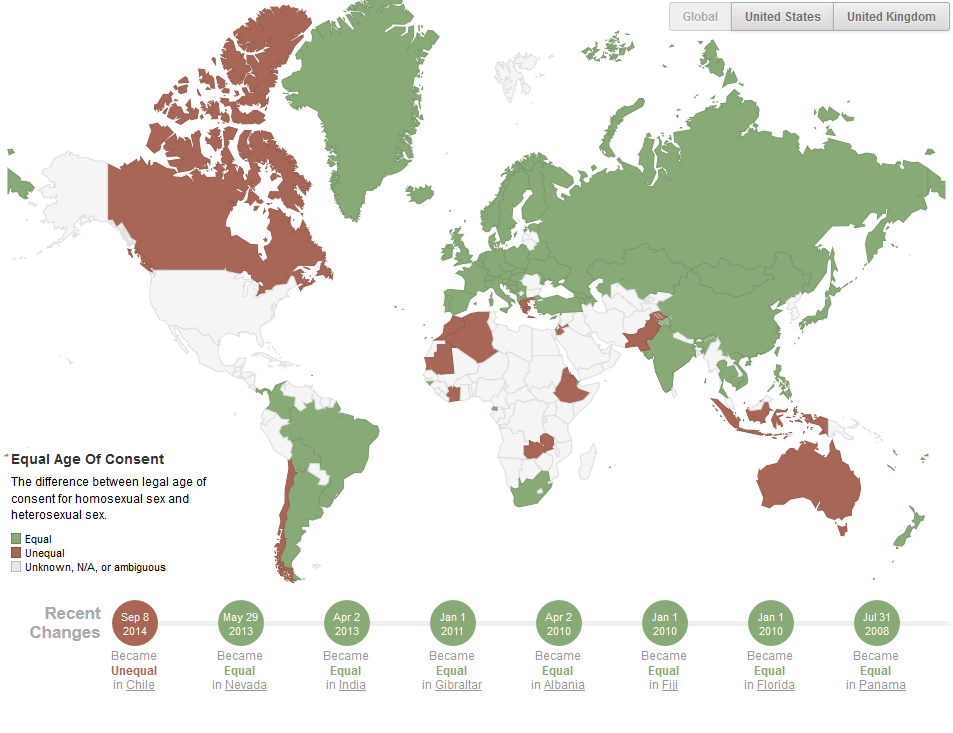 Global United States United Kingdom
Equal Age Of Consent
The difference between legal age of
consent for homosexual sex and
heterosexual sex.
Equal
Unequal
Unknown, N/A, or ambiguous
Recent
Changes
Sep 8
2014
Became
Unequal
in Chile
May 29
2013
Became
Equal
in Nevada
Apr 2
2013
Became
Equal
in India
Jan 1
2011
Became
Equal
in Gibraltar
Apr 2
2010
Became
Equal
in Albania
Jan 1
2010
Became
Equal
in Fiji
Jan 1
2010
Became
Equal
in Florida
Jul 31
2008
Became
Equal
in Panama